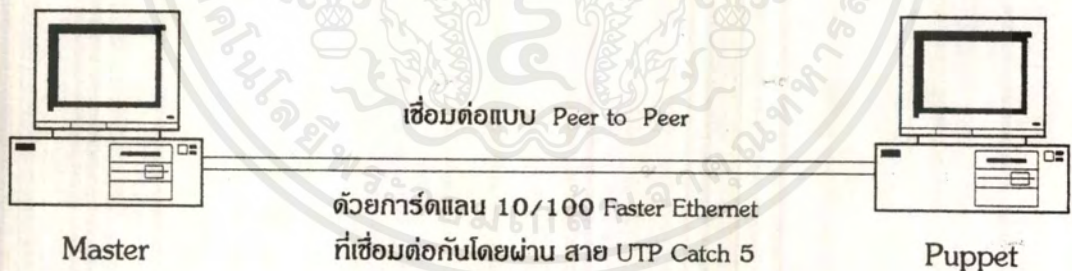 เชื่อมต่อแบบ Peer to Peer
ด้วยการ์ดแลน 10/100 Faster Ethernet
ที่เชื่อมต่อกันโดยผ่าน สาย UTP Catch 5
Master
Puppet